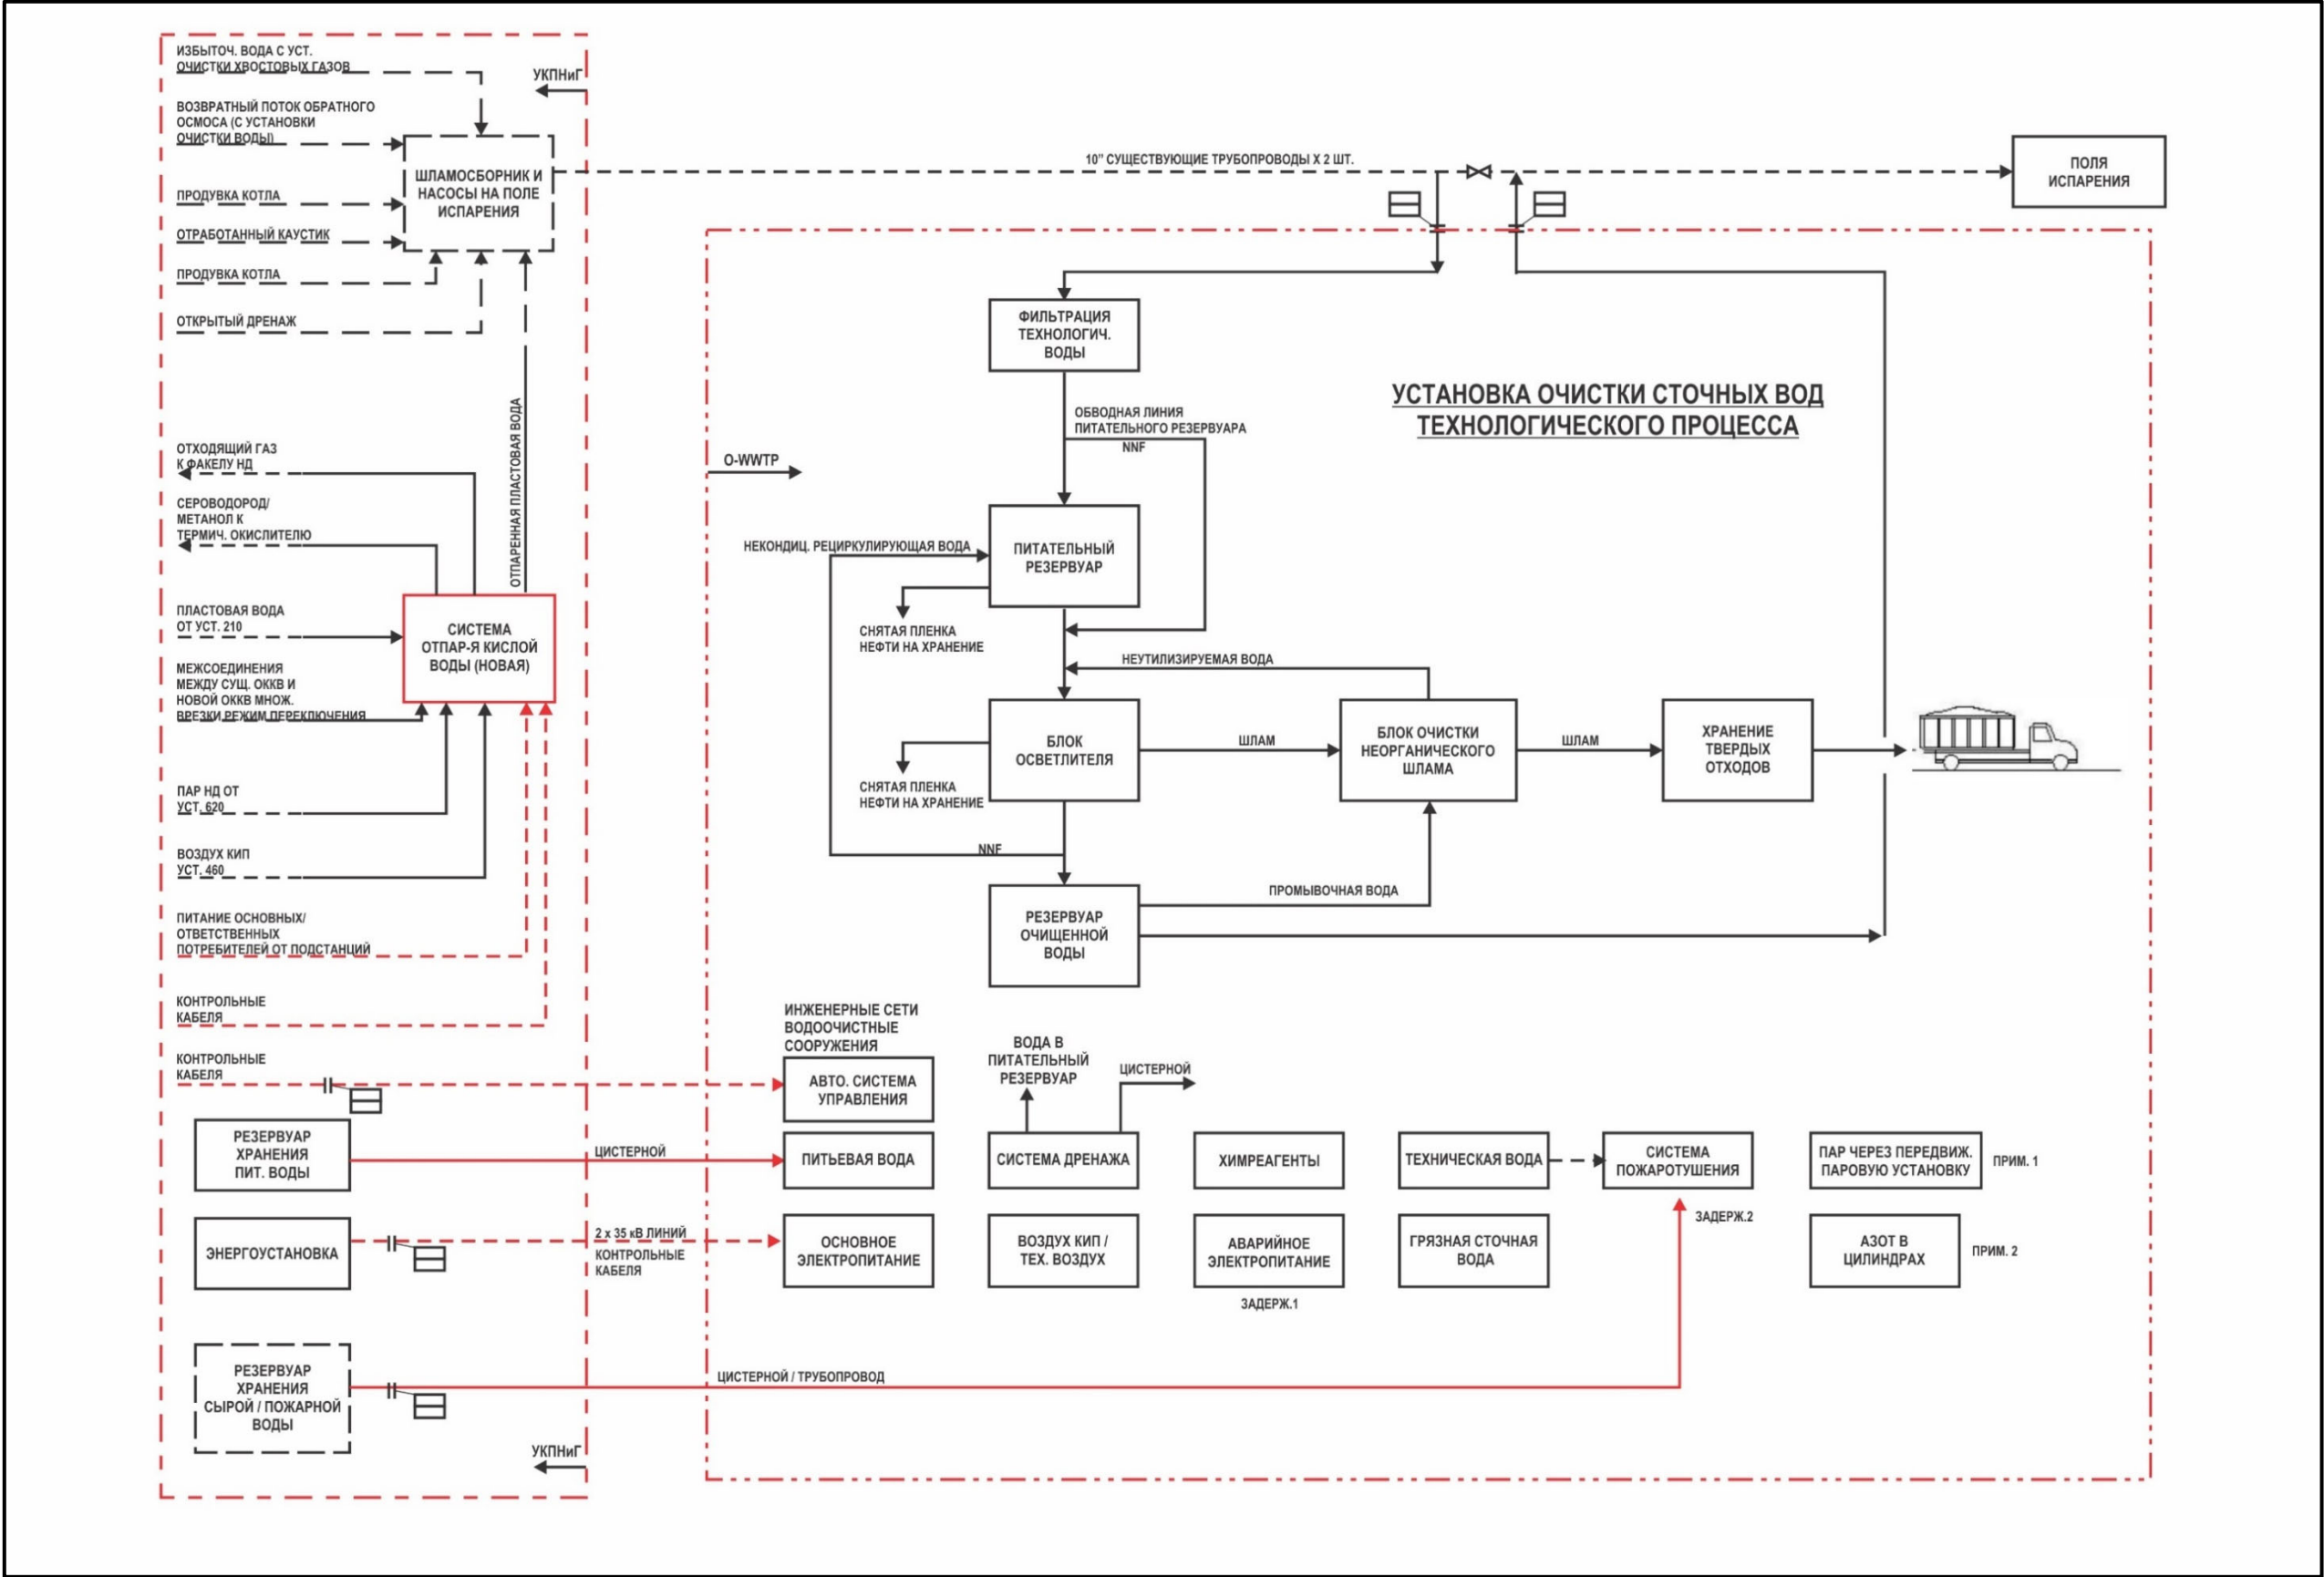 ИЗБЫТОЧ. ВОДА С УСТ.
ОЧИСТКИ ХВОСТОВЫХ ГАЗОВ
УКПНиГ
ВОЗВРАТНЫЙ ПОТОК ОБРАТНОГО
ОСМОСА (С УСТАНОВКИ
ОЧИСТКИ ВОДЫ)
ШЛАМОСБОРНИК И
НАСОСЫ НА ПОЛЕ
ИСПАРЕНИЯ
ПРОДУВКА КОТЛА
ОТРАБОТАННЫЙ КАУСТИК
ПРОДУВКА КОТЛА
ОТКРЫТЫЙ ДРЕНАЖ
10" СУЩЕСТВУЮЩИЕ ТРУБОПРОВОДЫ X 2 ШТ.
ПОЛЯ
ИСПАРЕНИЯ
ОТПАРЕННАЯ ПЛАСТОВАЯ ВОДА
ОТХОДЯЩИЙ ГАЗ
К ФАКЕЛУ НД
СЕРОВОДОРОД/
МЕТАНОЛ К
ТЕРМИЧ. ОКИСЛИТЕЛЮ
ПЛАСТОВАЯ ВОДА
ОТ УСТ. 210
СИСТЕМА
ОТПАР-Я КИСЛОЙ
ВОДЫ (НОВАЯ)
МЕЖСОЕДИНЕНИЯ
МЕЖДУ СУЩ. ОККВ И
НОВОЙ ОККВ МНОЖ.
ВРЕЗКИ РЕЖИМ ПЕРЕКЛЮЧЕНИЯ
ПАР НД ОТ
УСТ. 620
ВОЗДУХ КИП
УСТ. 460
ПИТАНИЕ ОСНОВНЫХ/
ОТВЕТСТВЕННЫХ
ПОТРЕБИТЕЛЕЙ ОТ ПОДСТАНЦИЙ
КОНТРОЛЬНЫЕ
КАБЕЛЯ
КОНТРОЛЬНЫЕ
КАБЕЛЯ
РЕЗЕРВУАР
ХРАНЕНИЯ
ПИТ. ВОДЫ
ЦИСТЕРНОЙ
ЭНЕРГОУСТАНОВКА
2 x 35 кВ ЛИНИЙ
КОНТРОЛЬНЫЕ
КАБЕЛЯ
РЕЗЕРВУАР
ХРАНЕНИЯ
СЫРОЙ / ПОЖАРНОЙ
ВОДЫ
ЦИСТЕРНОЙ / ТРУБОПРОВОД
УКПНиГ
УСТАНОВКА ОЧИСТКИ СТОЧНЫХ ВОД
ТЕХНОЛОГИЧЕСКОГО ПРОЦЕССА
ФИЛЬТРАЦИЯ
ТЕХНОЛОГИЧ.
ВОДЫ
ОБВОДНАЯ ЛИНИЯ
ПИТАТЕЛЬНОГО РЕЗЕРВУАРА
NNF
O-WWTP
НЕКОНДИЦ. РЕЦИРКУЛИРУЮЩАЯ ВОДА
ПИТАТЕЛЬНЫЙ
РЕЗЕРВУАР
СНЯТАЯ ПЛЕНКА
НЕФТИ НА ХРАНЕНИЕ
НЕУТИЛИЗИРУЕМАЯ ВОДА
БЛОК
ОСВЕТЛИТЕЛЯ
ШЛАМ
БЛОК ОЧИСТКИ
НЕОРГАНИЧЕСКОГО
ШЛАМА
ШЛАМ
ХРАНЕНИЕ
ТВЕРДЫХ
ОТХОДОВ
СНЯТАЯ ПЛЕНКА
НЕФТИ НА ХРАНЕНИЕ
NNF
ПРОМЫВОЧНАЯ ВОДА
РЕЗЕРВУАР
ОЧИЩЕННОЙ
ВОДЫ
ИНЖЕНЕРНЫЕ СЕТИ
ВОДООЧИСТНЫЕ
СООРУЖЕНИЯ
АВТО. СИСТЕМА
УПРАВЛЕНИЯ
ВОДА В
ПИТАТЕЛЬНЫЙ
РЕЗЕРВУАР
ЦИСТЕРНОЙ
ПИТЬЕВАЯ ВОДА
СИСТЕМА ДРЕНАЖА
ХИМРЕАГЕНТЫ
ТЕХНИЧЕСКАЯ ВОДА
СИСТЕМА
ПОЖАРОТУШЕНИЯ
ПАР ЧЕРЕЗ ПЕРЕДВИЖ.
ПАРОВУЮ УСТАНОВКУ
ПРИМ. 1
ЗАДЕРЖ.2
ОСНОВНОЕ
ЭЛЕКТРОПИТАНИЕ
ВОЗДУХ КИП /
ТЕХ. ВОЗДУХ
АВАРИЙНОЕ
ЭЛЕКТРОПИТАНИЕ
ЗАДЕРЖ.1
ГРЯЗНАЯ СТОЧНАЯ
ВОДА
АЗОТ В
ЦИЛИНДРАХ
ПРИМ. 2